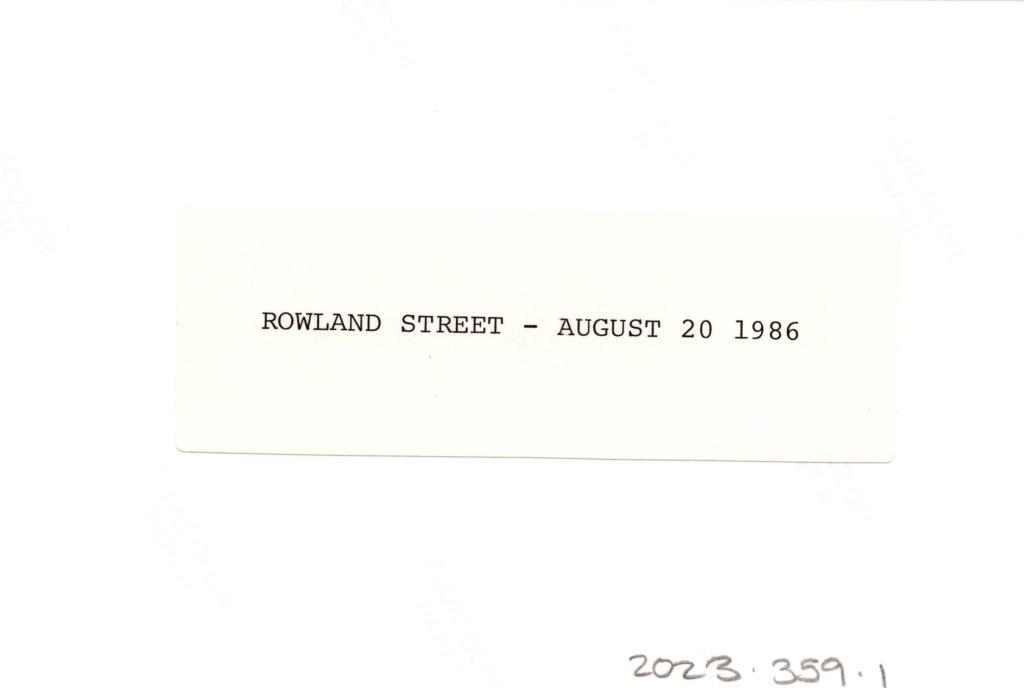 ROWLAND STREET - AUGUST 20 1986
2023.359.1